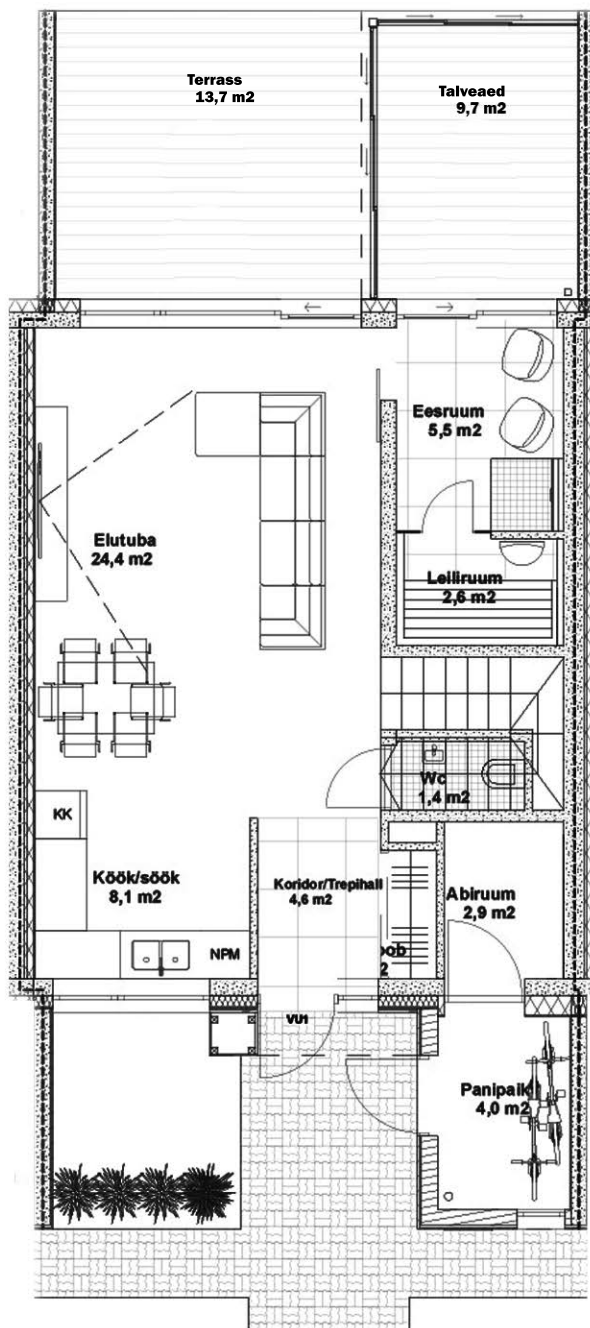 Terrass
13,7 m2
Talveaed
9,7 m2
Eesruum
5,5 m2
Elutuba
24,4 m2
Leiliruum
2,6 m2
Wc
1,4 m2
KK
Köök/söök
8,1 m2
Koridor/Trepihall
4,6 m2
Abiruum
2,9 m2
NPM
VU1
Panipaik
4,0 m2